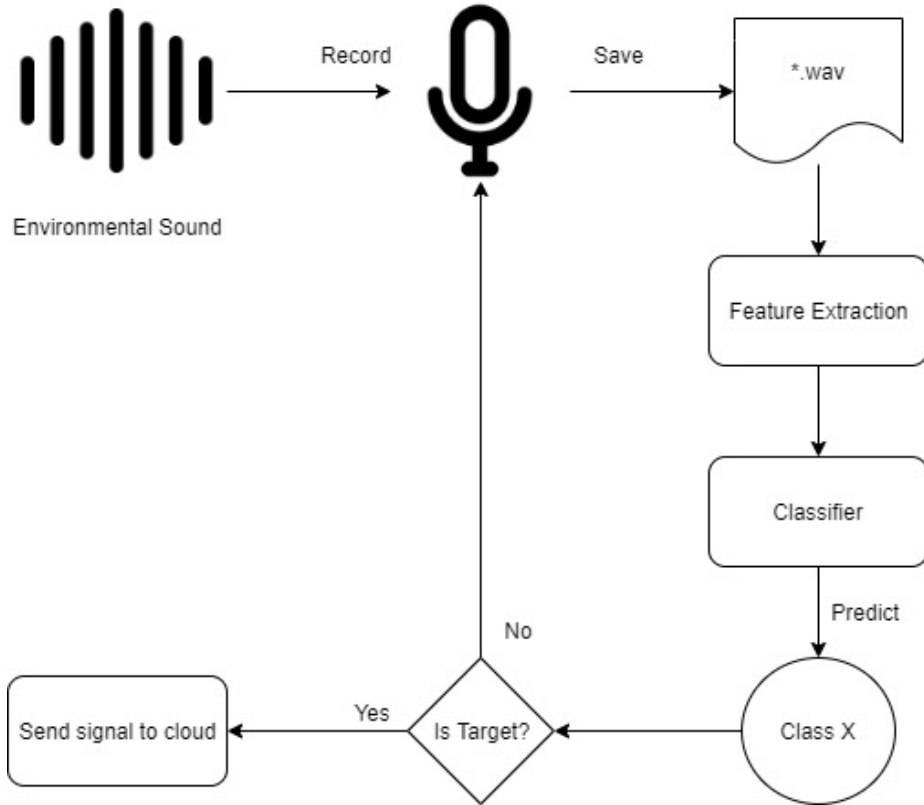 Record
Save
*.wav
Environmental Sound
Feature Extraction
Classifier
Predict
No
Yes
Send signal to cloud
Is Target?
Class X